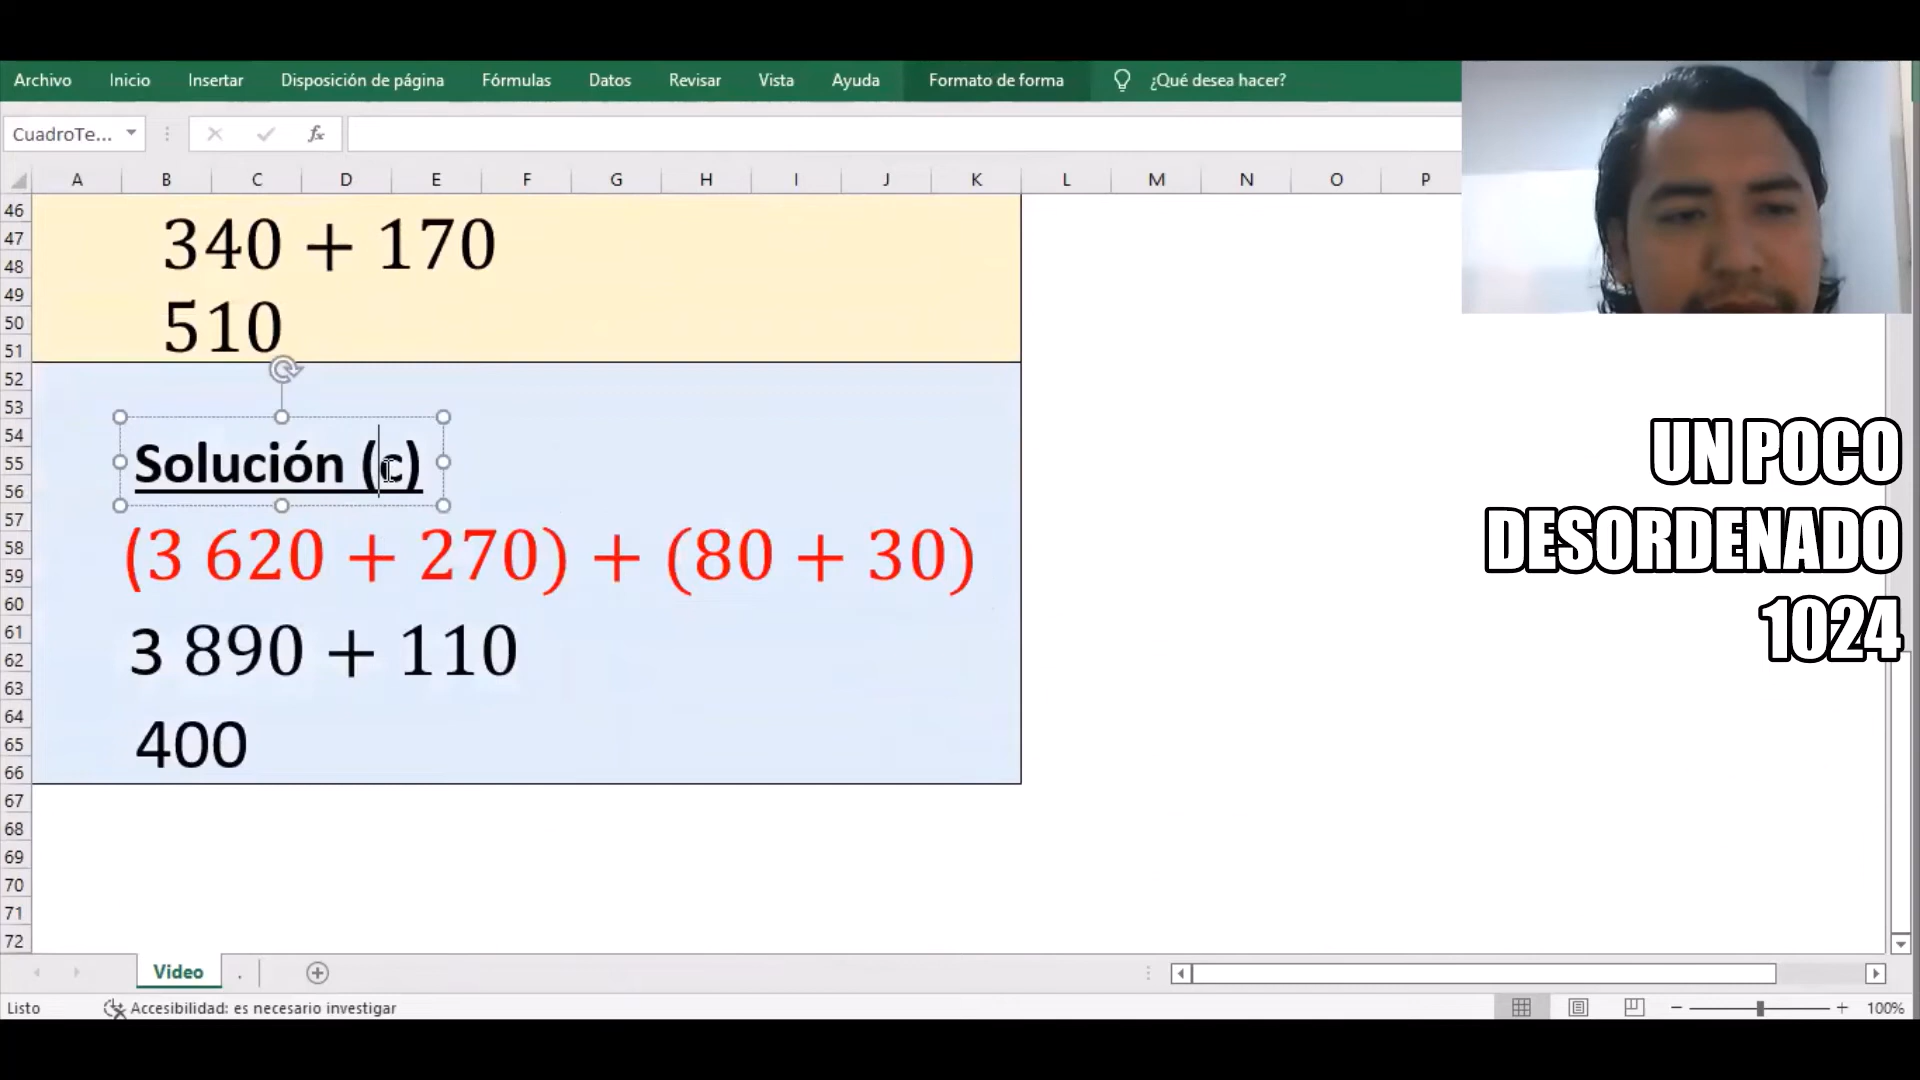 Archivo Inicio Insertar Disposición de página Fórmulas Datos Revisar Vista Ayuda Formato de forma ¿Qué desea hacer?
CuadroTe... fx
A B C D E F G H I J K L M N O P
46
47
48
49
50
51
52
53
54
55
56
57
58
59
60
61
62
63
64
65
66
67
68
69
70
71
72
340 + 170
510
Solución (c)
(3 620 + 270) + (80 + 30)
3 890 + 110
400
UN POCO
DESORDENADO
1024
Video .
Listo Accesibilidad: es necesario investigar 100%